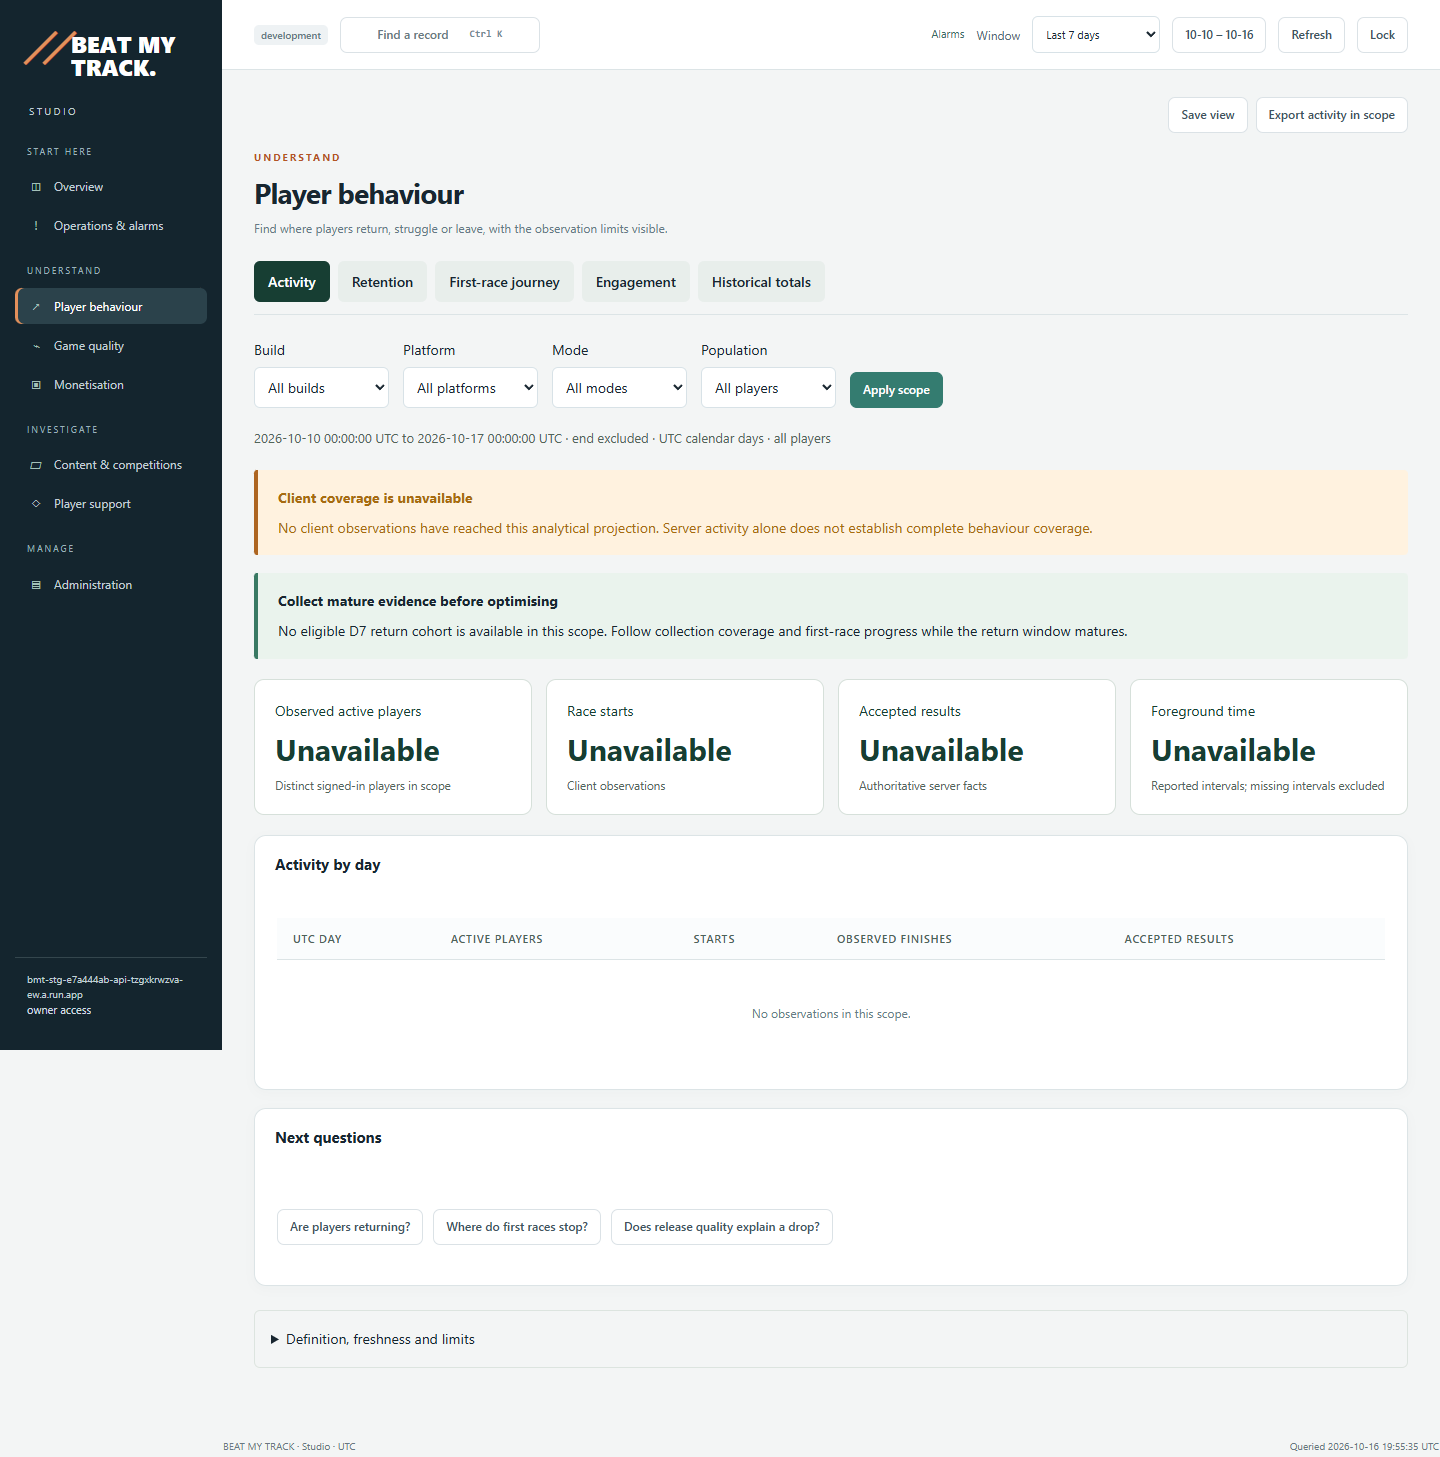 BEAT MY
TRACK.
STUDIO
START HERE
Overview
! Operations & alarms
UNDERSTAND
Player behaviour
Game quality
Monetisation
INVESTIGATE
Content & competitions
Player support
MANAGE
Administration
bmt-stg-e7a444ab-api-tzgxkrwzva-
ew.a.run.app
owner access
development
Find a record Ctrl K
Alarms Window Last 7 days 10-10 – 10-16 Refresh Lock
Save view Export activity in scope
UNDERSTAND
Player behaviour
Find where players return, struggle or leave, with the observation limits visible.
Activity Retention First-race journey Engagement Historical totals
Build Platform Mode Population
All builds All platforms All modes All players Apply scope
2026-10-10 00:00:00 UTC to 2026-10-17 00:00:00 UTC · end excluded · UTC calendar days · all players
Client coverage is unavailable
No client observations have reached this analytical projection. Server activity alone does not establish complete behaviour coverage.
Collect mature evidence before optimising
No eligible D7 return cohort is available in this scope. Follow collection coverage and first-race progress while the return window matures.
Observed active players
Unavailable
Distinct signed-in players in scope
Race starts
Unavailable
Client observations
Accepted results
Unavailable
Authoritative server facts
Foreground time
Unavailable
Reported intervals; missing intervals excluded
Activity by day
UTC DAY ACTIVE PLAYERS STARTS OBSERVED FINISHES ACCEPTED RESULTS
No observations in this scope.
Next questions
Are players returning? Where do first races stop? Does release quality explain a drop?
Definition, freshness and limits
BEAT MY TRACK · Studio · UTC
Queried 2026-10-16 19:55:35 UTC